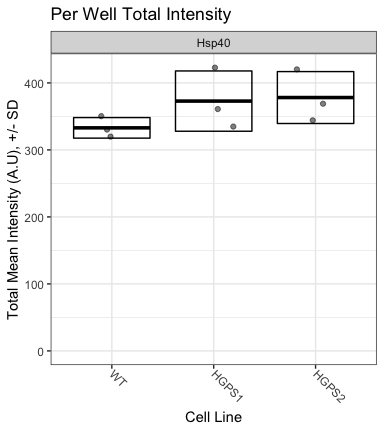 Per Well Total Intensity
Hsp40
Total Mean Intensity (A.U), +/- SD
400
300
200
100
0
WT
HGPS1
HGPS2
Cell Line